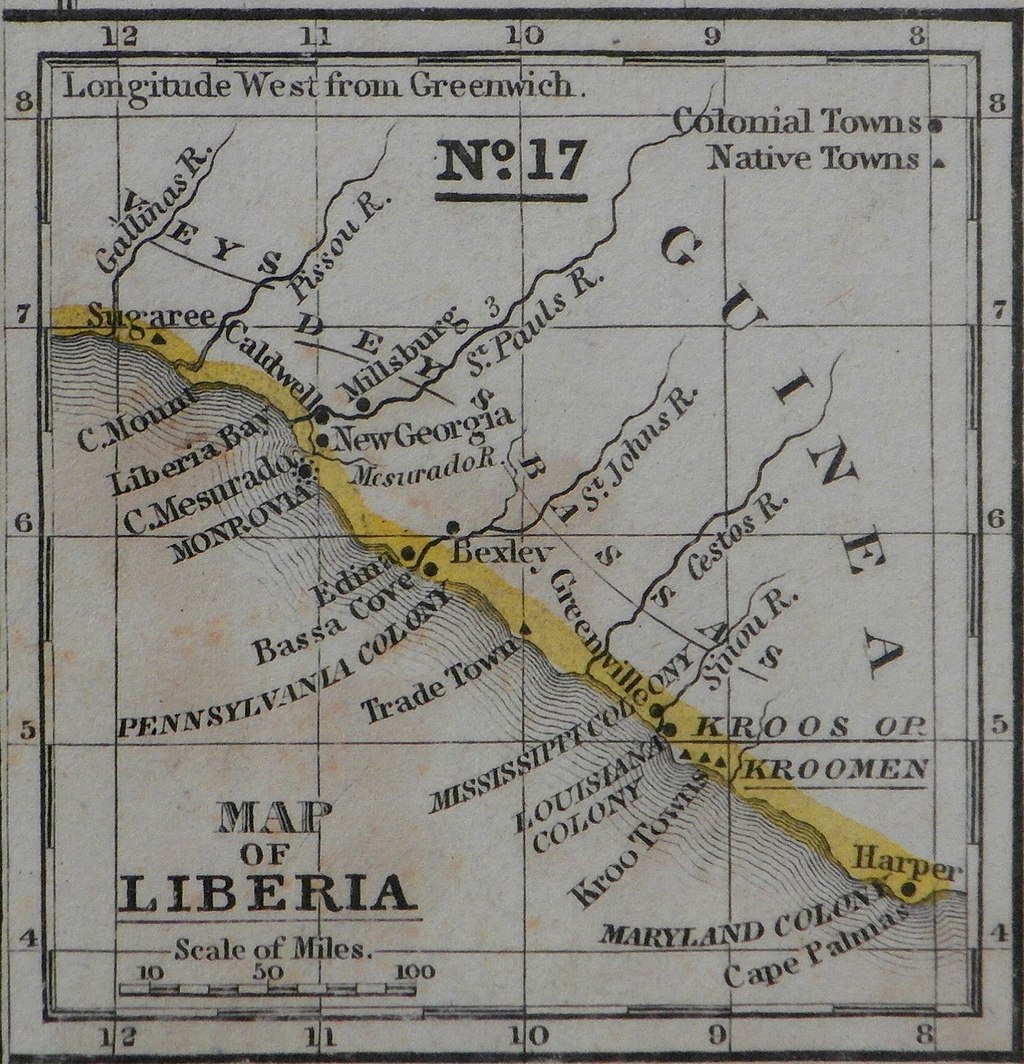 12 11 10 9 8
Longitude West from Greenwich.
8 8
Colonial Towns
Native Towns
No. 17
Gallinas R.
VEYS
Pissou R.
GUINEA
7 7
Sugaree
DEYS
Caldwell
Millsburg
3
St. Pauls R.
C. Mount
Liberia Bay
New Georgia
Mesurado R.
C. Mesurado
MONROVIA
St. Johns R.
BASSAS
6 6
Edina
Bexley
Cestos R.
Bassa Cove
PENNSYLVANIA COLONY
Greenville
Sinou R.
Trade Town
5 5
MISSISSIPPI COLONY
KROOS OR
KROOMEN
LOUISIANA
COLONY
Kroo Towns
MAP
OF
LIBERIA
Harper
MARYLAND COLONY
Cape Palmas
4 4
Scale of Miles.
10 50 100
12 11 10 9 8